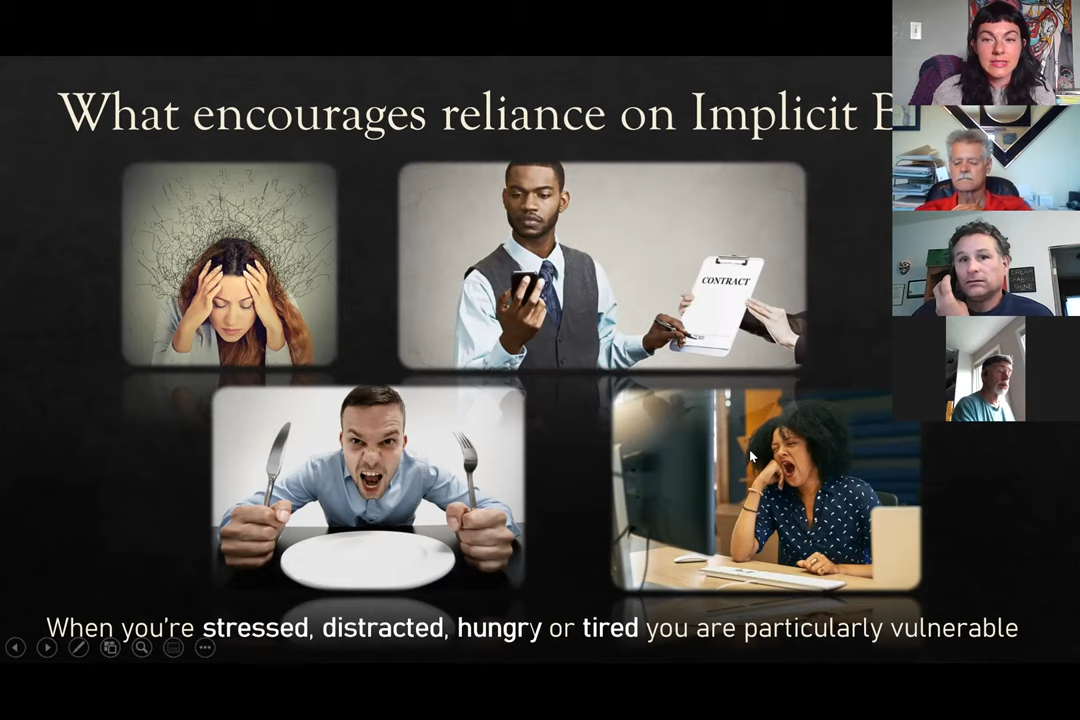 What encourages reliance on Implicit
CONTRACT
When you're stressed, distracted, hungry or tired you are particularly vulnerable